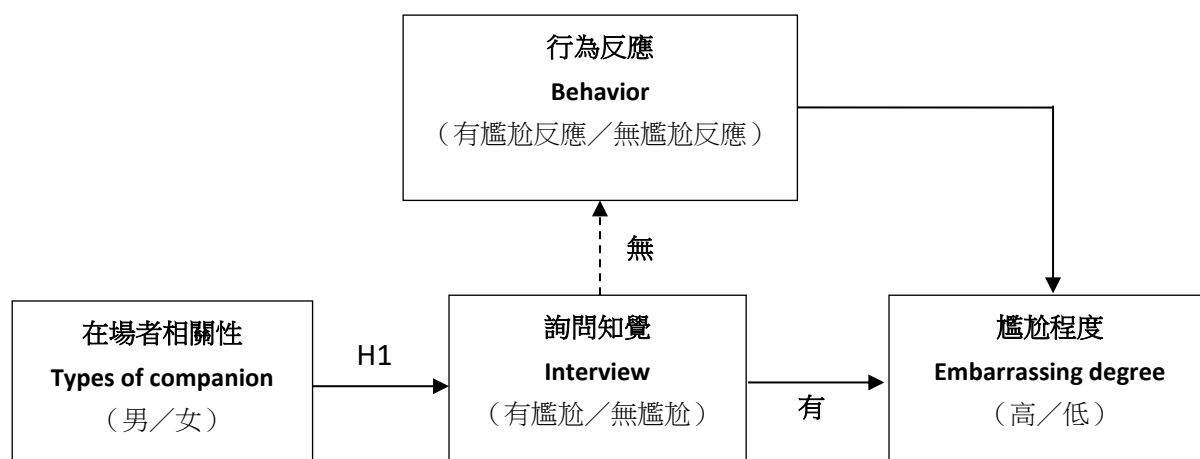 行為反應
Behavior
（有尷尬反應／無尷尬反應）
無
在場者相關性
Types of companion
（男／女）
H1
詢問知覺
Interview
（有尷尬／無尷尬）
有
尷尬程度
Embarrassing degree
（高／低）